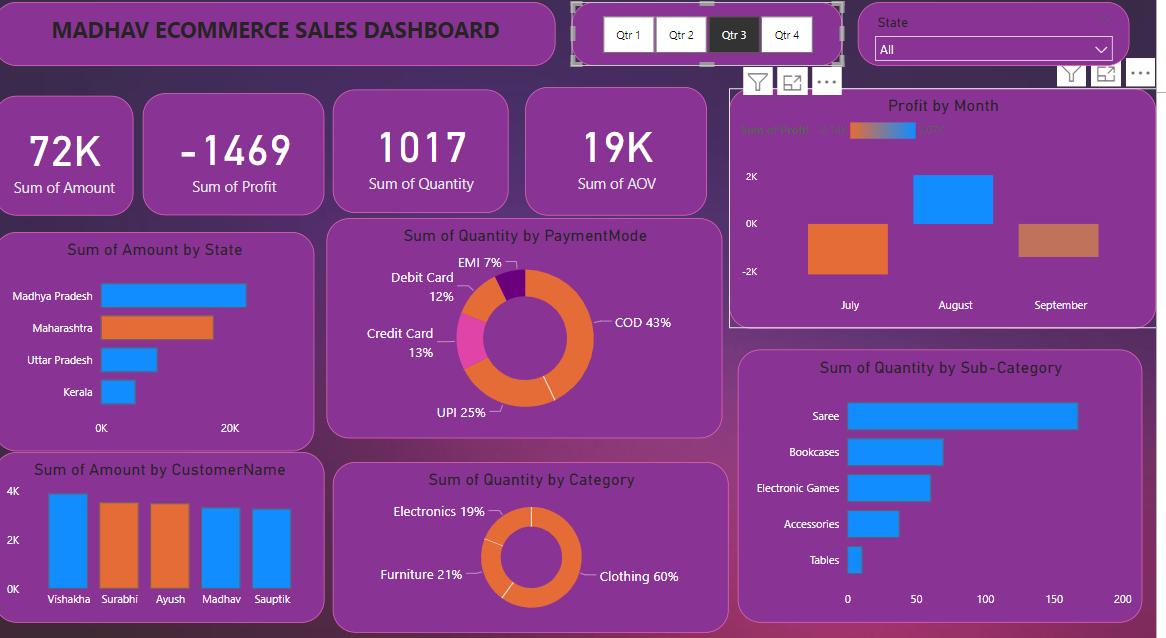 MADHAV ECOMMERCE SALES DASHBOARD
Qtr 1
Qtr 2
Qtr 3
Qtr 4
State
All
72K
Sum of Amount
-1469
Sum of Profit
1017
Sum of Quantity
19K
Sum of AOV
Profit by Month
Sum of Profit
2K
0K
-2K
July
August
September
Sum of Amount by State
Madhya Pradesh
Maharashtra
Uttar Pradesh
Kerala
0K
20K
Sum of Quantity by PaymentMode
EMI 7%
Debit Card
12%
Credit Card
13%
UPI 25%
COD 43%
Sum of Quantity by Sub-Category
Saree
Bookcases
Electronic Games
Accessories
Tables
0
50
100
150
200
Sum of Amount by CustomerName
4K
2K
0K
Vishakha
Surabhi
Ayush
Madhav
Sauptik
Sum of Quantity by Category
Electronics 19%
Furniture 21%
Clothing 60%